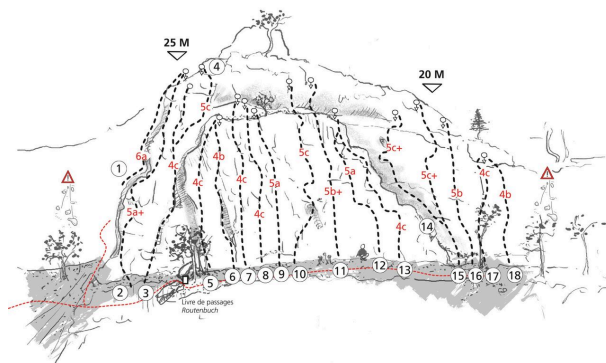 25 M
4
20 M
5c
1
6a
4c
4c
4b
4c
4c
5a
5c
5b+
5a
5c+
5c+
5b
4c
4b
5a+
4c
14
2
3
5
6
7
8
9
10
11
12
13
15
16
17
18
Livre de passages
Routenbuch